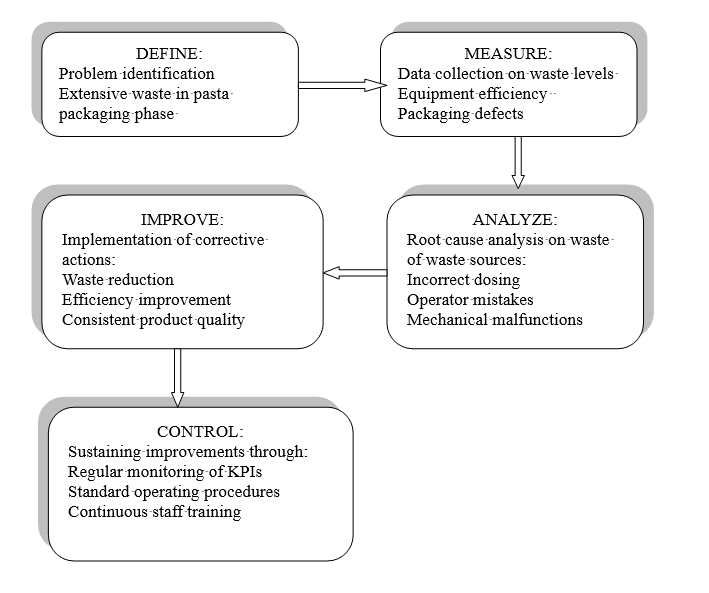 DEFINE:
Problem identification
Extensive waste in pasta
packaging phase
MEASURE:
Data collection on waste levels
Equipment efficiency
Packaging defects
IMPROVE:
Implementation of corrective
actions:
Waste reduction
Efficiency improvement
Consistent product quality
ANALYZE:
Root cause analysis on waste
of waste sources:
Incorrect dosing
Operator mistakes
Mechanical malfunctions
CONTROL:
Sustaining improvements through:
Regular monitoring of KPIs
Standard operating procedures
Continuous staff training